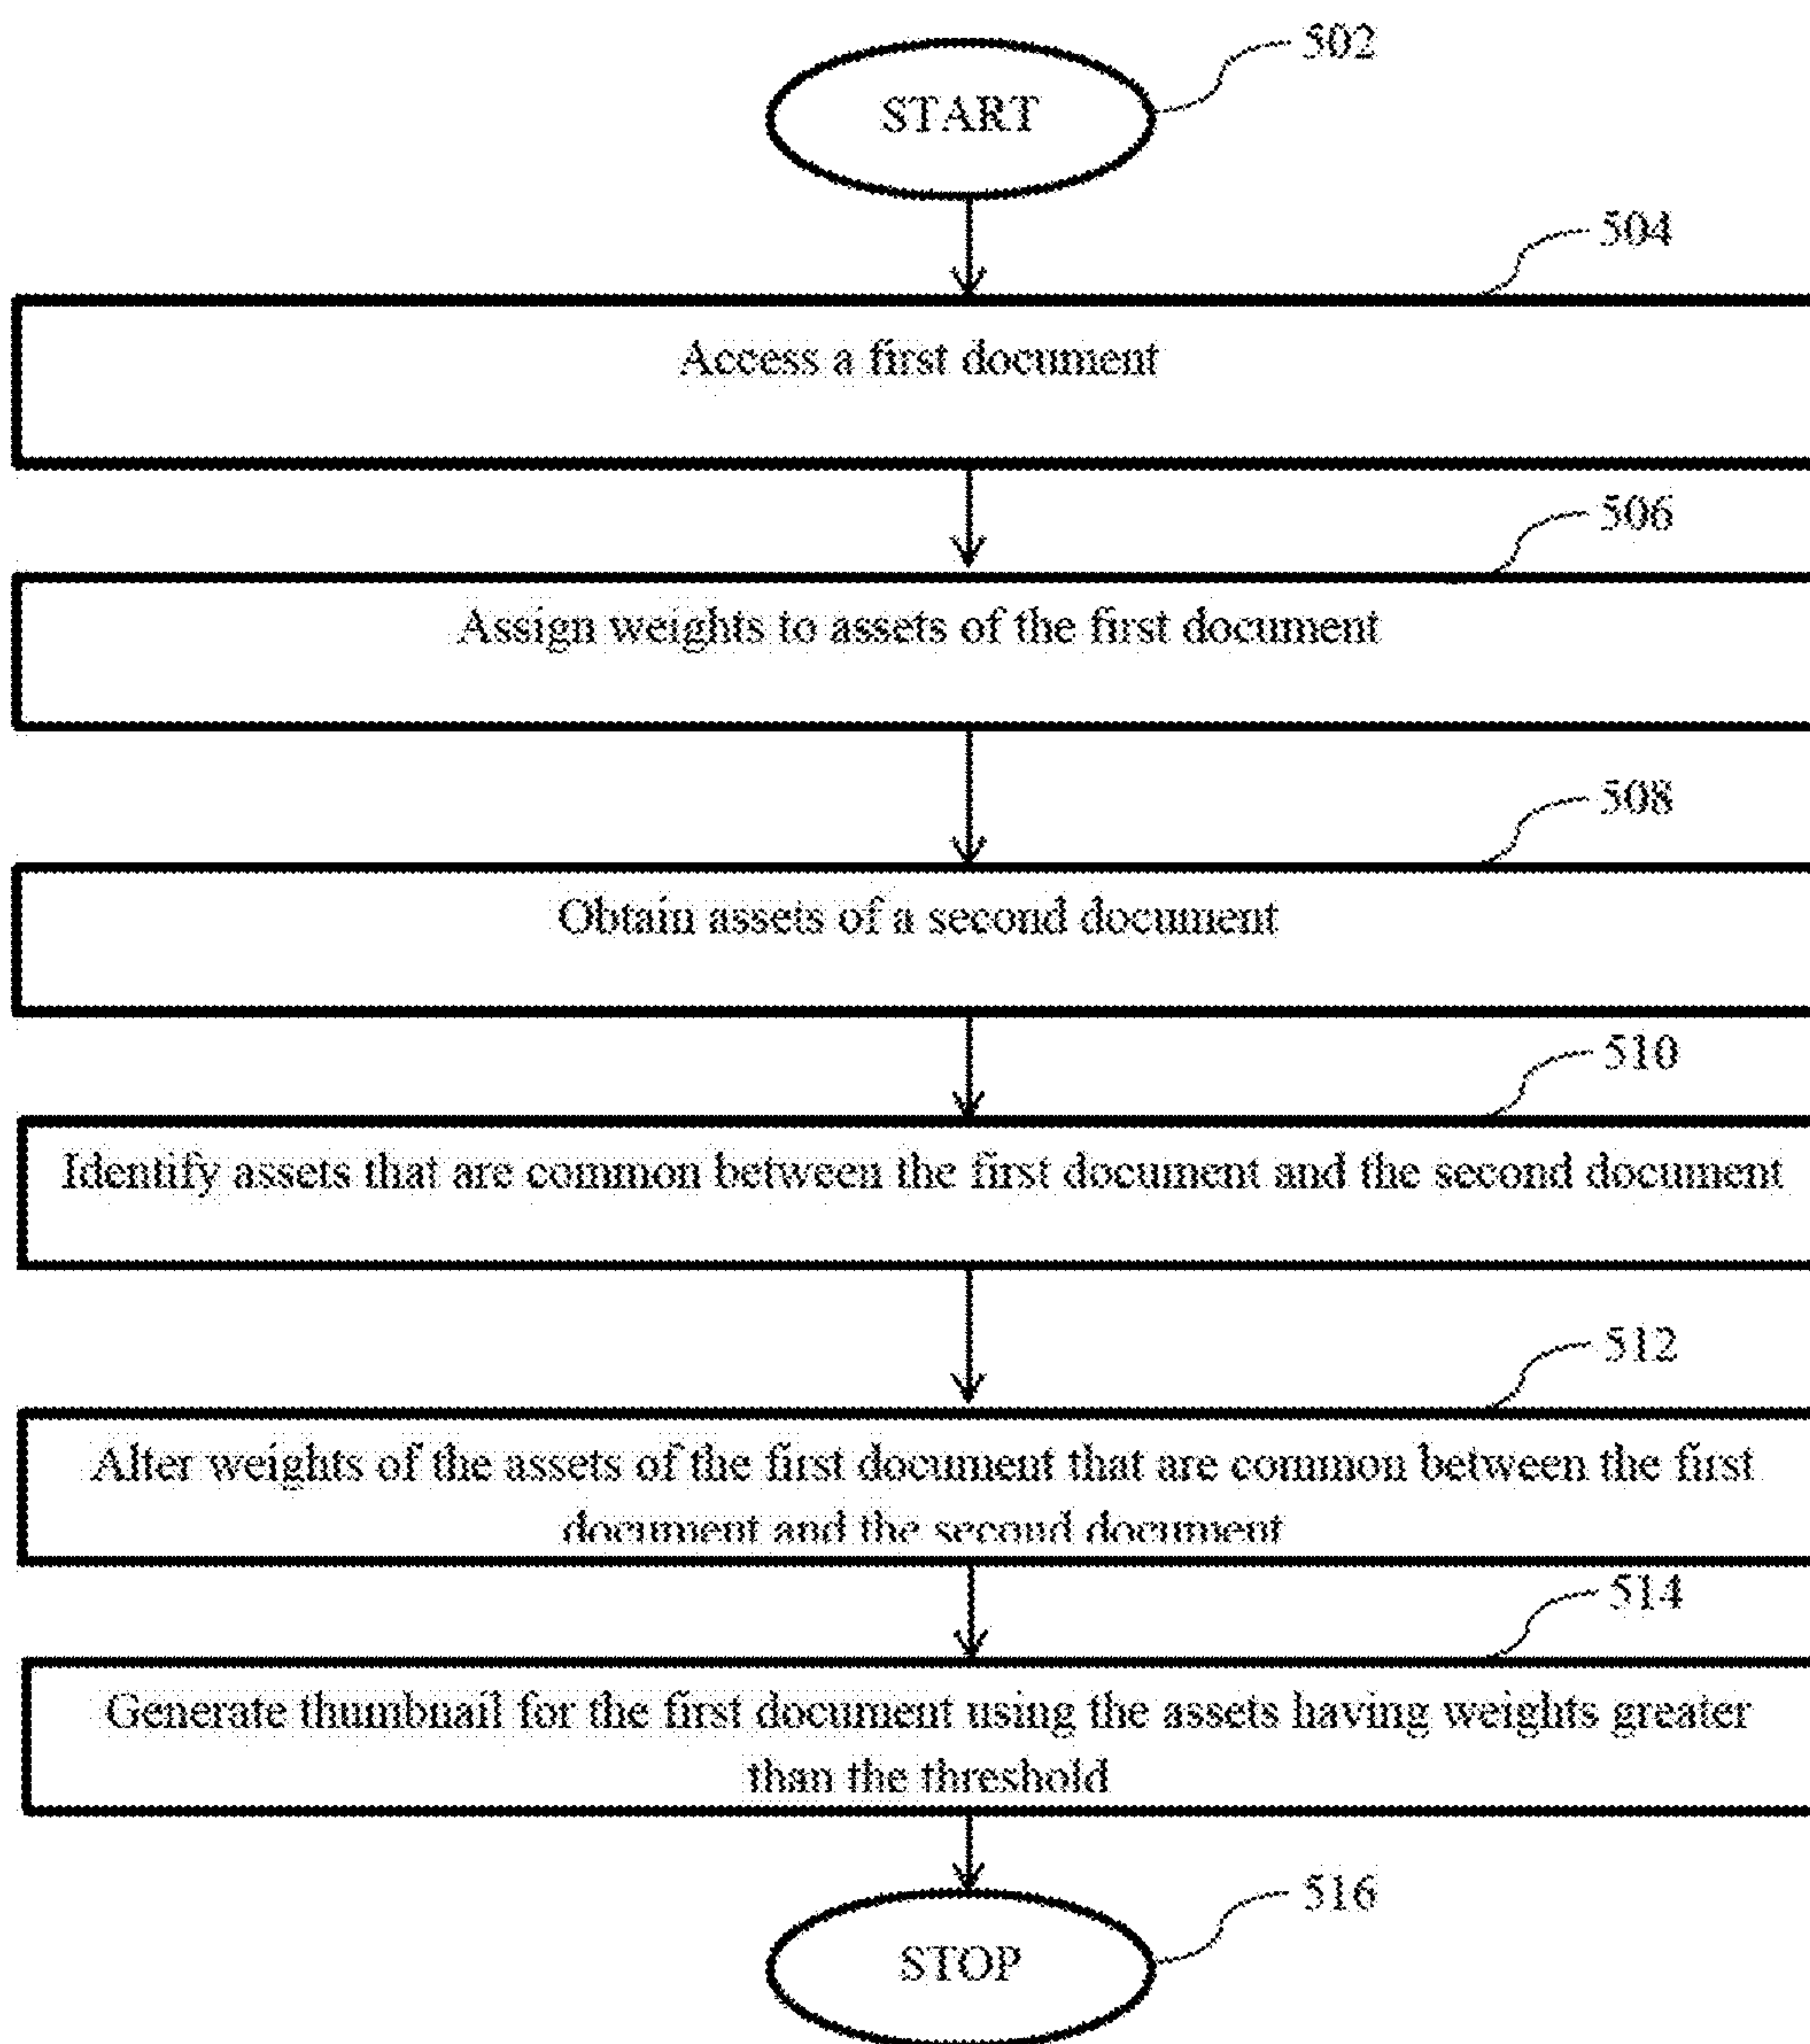 502
START
504
Access a first document
506
Assign weights to assets of the first document
508
Obtain assets of a second document
510
Identify assets that are common between the first document and the second document
512
Alter weights of the assets of the first document that are common between the first
document and the second document
514
Generate thumbnail for the first document using the assets having weights greater
than the threshold
516
STOP